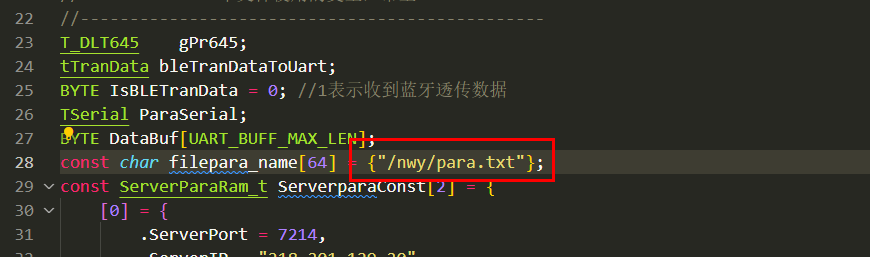 22 //------------------------------------------------
23 T_DLT645    gPr645;
24 tTranData bleTranDataToUart;
25 BYTE IsBLETranData = 0; //1表示收到蓝牙透传数据
26 TSerial ParaSerial;
27 BYTE DataBuf[UART_BUFF_MAX_LEN];
28 const char filepara_name[64] = {"/nwy/para.txt"};
29 const ServerParaRam_t ServerparaConst[2] = {
30     [0] = {
31         .ServerPort = 7214,